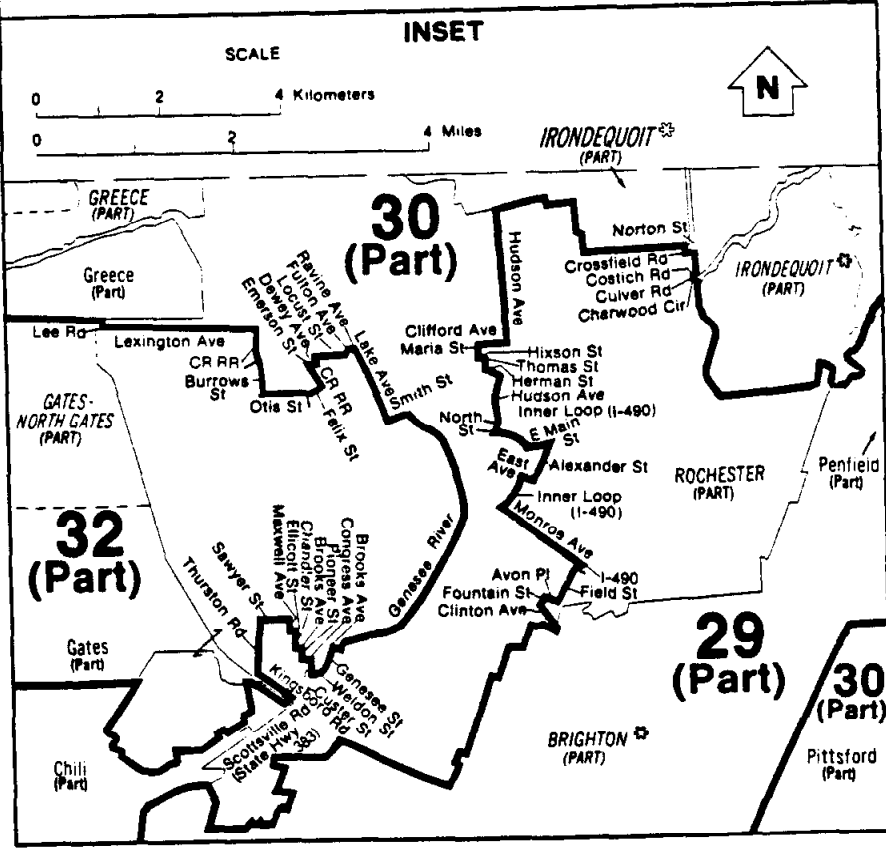 INSET
SCALE
0 2 4 Kilometers
0 2 4 Miles
N
IRONDEQUOIT
(PART)
GREECE
(PART)
30
(Part)
Norton St
Crossfield Rd
Costich Rd
Culver Rd
Charwood Cir
IRONDEQUOIT
(PART)
Greece
(Part)
Hudson Ave
Ravine Ave
Fulton Ave
Locust St
Dewey Ave
Emerson St
Lee Rd
Lexington Ave
CR RR
Burrows
St
Otis St
CR RR
Felix St
Lake Ave
Smith St
Clifford Ave
Maria St
Hixson St
Thomas St
Herman St
Hudson Ave
Inner Loop (I-490)
North
St
E Main
St
East
Ave
Alexander St
Inner Loop
(I-490)
Monroe Ave
GATES-
NORTH GATES
(PART)
ROCHESTER
(PART)
Penfield
(Part)
32
(Part)
Genesee River
Brooks Ave
Congress Ave
Pioneer St
Brooks Ave
Chandler St
Ellicott St
Maxwell Ave
Sawyer St
Thurston Rd
Avon Pl
Fountain St
Clinton Ave
I-490
Field St
Gates
(Part)
29
(Part)
30
(Part)
Genesee St
Weldon St
Custer St
Kingsboro Rd
Scottsville Rd
(State Hwy
383)
BRIGHTON
(PART)
Chili
(Part)
Pittsford
(Part)